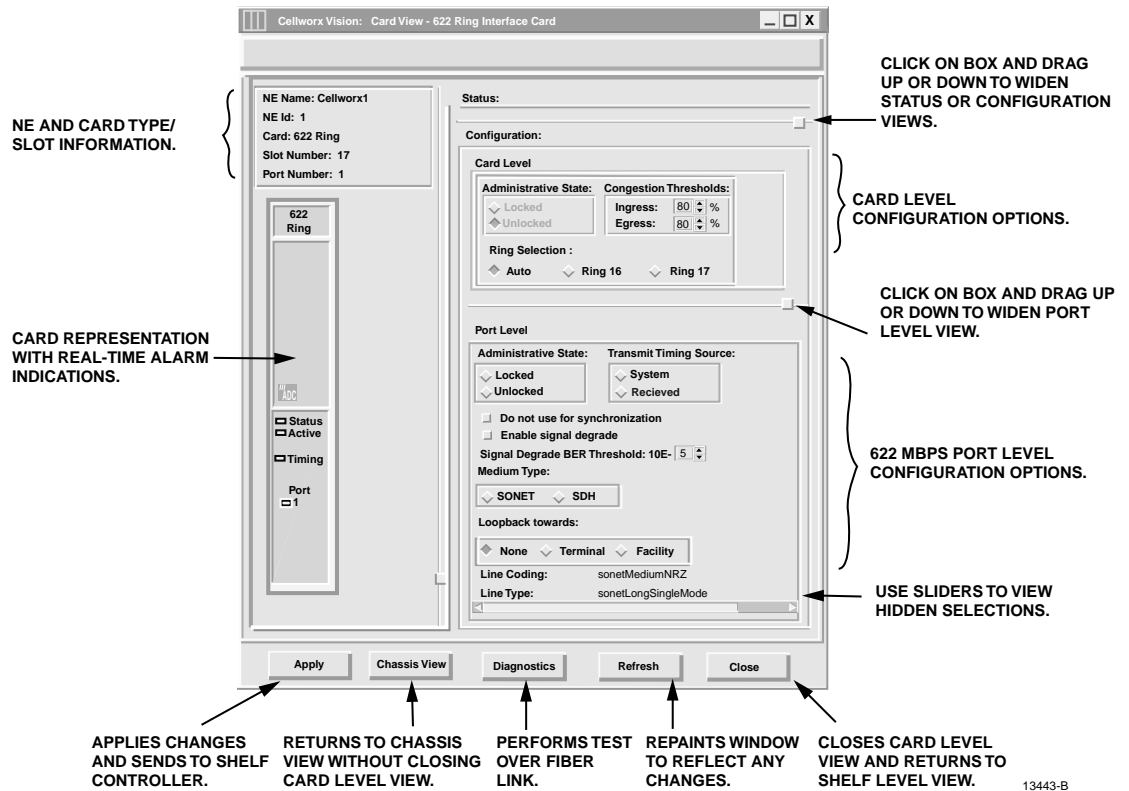 Cellworx Vision: Card View - 622 Ring Interface Card
X
NE AND CARD TYPE/
SLOT INFORMATION.
NE Name: Cellworx1
NE Id: 1
Card: 622 Ring
Slot Number: 17
Port Number: 1
622
Ring
CARD REPRESENTATION
WITH REAL-TIME ALARM
INDICATIONS.
ADC
Status
Active
Timing
Port
1
Status:
CLICK ON BOX AND DRAG
UP OR DOWN TO WIDEN
STATUS OR CONFIGURATION
VIEWS.
Configuration:
Card Level
Administrative State: Congestion Thresholds:
Locked Ingress: 80 %
Unlocked Egress: 80 %
Ring Selection :
Auto Ring 16 Ring 17
CARD LEVEL
CONFIGURATION OPTIONS.
CLICK ON BOX AND DRAG UP
OR DOWN TO WIDEN PORT
LEVEL VIEW.
Port Level
Administrative State: Transmit Timing Source:
Locked System
Unlocked Recieved
Do not use for synchronization
Enable signal degrade
Signal Degrade BER Threshold: 10E- 5
Medium Type:
SONET SDH
Loopback towards:
None Terminal Facility
Line Coding: sonetMediumNRZ
Line Type: sonetLongSingleMode
622 MBPS PORT LEVEL
CONFIGURATION OPTIONS.
USE SLIDERS TO VIEW
HIDDEN SELECTIONS.
Apply Chassis View Diagnostics Refresh Close
APPLIES CHANGES
AND SENDS TO SHELF
CONTROLLER.
RETURNS TO CHASSIS
VIEW WITHOUT CLOSING
CARD LEVEL VIEW.
PERFORMS TEST
OVER FIBER
LINK.
REPAINTS WINDOW
TO REFLECT ANY
CHANGES.
CLOSES CARD LEVEL
VIEW AND RETURNS TO
SHELF LEVEL VIEW.
13443-B